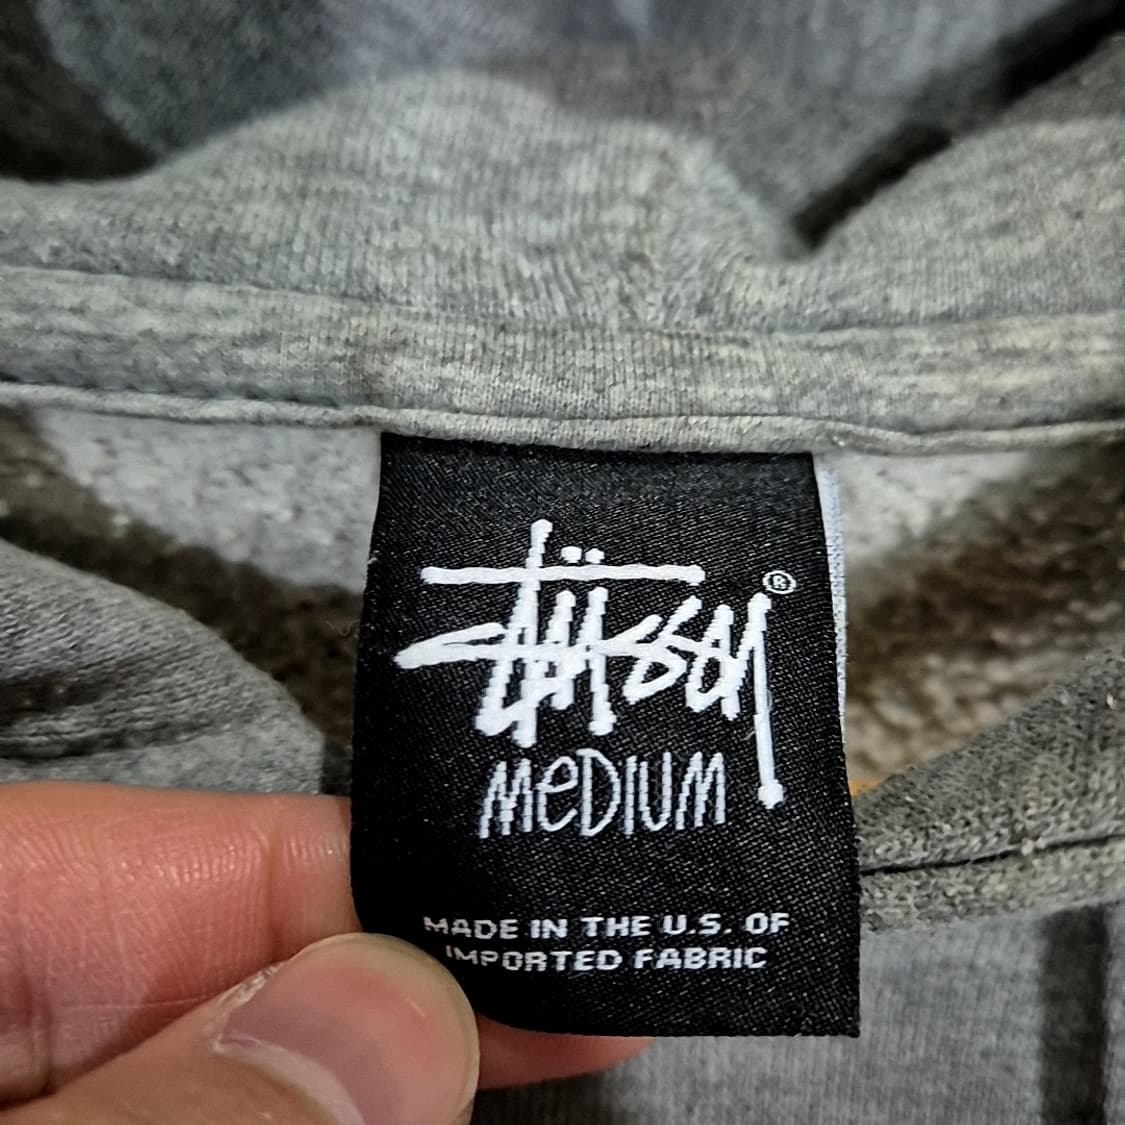 Stüssy ®
MeDIUM
MADE IN THE U.S. OF
IMPORTED FABRIC